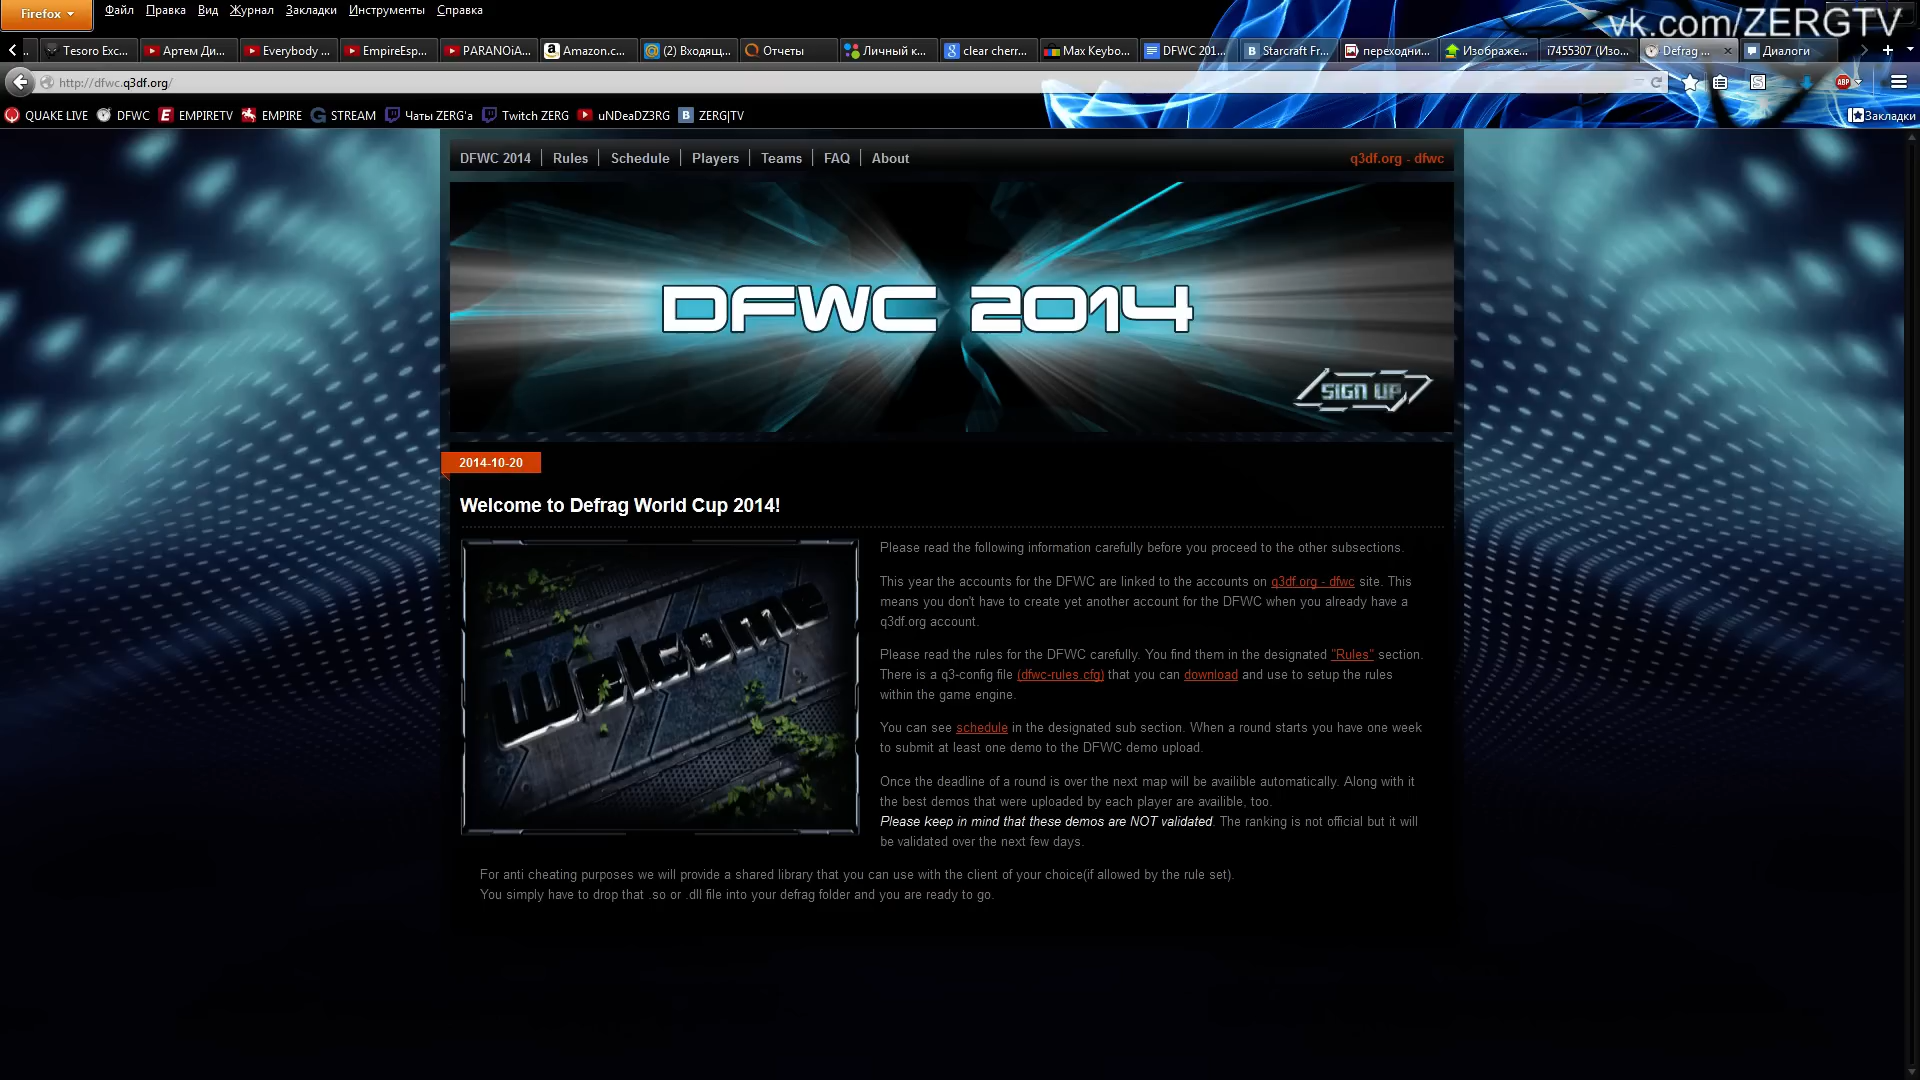 vk.com/ZERGTV
Firefox
Файл Правка Вид Журнал Закладки Инструменты Справка
Tesoro Exc... Артем Ди... Everybody ... EmpireEsp... PARANOiA... Amazon.c... (2) Входящ... Отчеты Личный к... clear cherr... Max Keybo... DFWC 201... Starcraft Fr... переходни... Изображе... i7455307 (Изо... Defrag ... Диалоги
http://dfwc.q3df.org/
ABP
QUAKE LIVE DFWC EMPIRETV EMPIRE STREAM Чаты ZERG'a Twitch ZERG uNDeaDZ3RG ZERG|TV Закладки
DFWC 2014 Rules Schedule Players Teams FAQ About q3df.org - dfwc
DFWC 2014
SIGN UP
2014-10-20
Welcome to Defrag World Cup 2014!
Welcome
Please read the following information carefully before you proceed to the other subsections.
This year the accounts for the DFWC are linked to the accounts on q3df.org - dfwc site. This
means you don't have to create yet another account for the DFWC when you already have a
q3df.org account.
Please read the rules for the DFWC carefully. You find them in the designated "Rules" section.
There is a q3-config file (dfwc-rules.cfg) that you can download and use to setup the rules
within the game engine.
You can see schedule in the designated sub section. When a round starts you have one week
to submit at least one demo to the DFWC demo upload.
Once the deadline of a round is over the next map will be availible automatically. Along with it
the best demos that were uploaded by each player are availible, too.
Please keep in mind that these demos are NOT validated. The ranking is not official but it will
be validated over the next few days.
For anti cheating purposes we will provide a shared library that you can use with the client of your choice(if allowed by the rule set).
You simply have to drop that .so or .dll file into your defrag folder and you are ready to go.